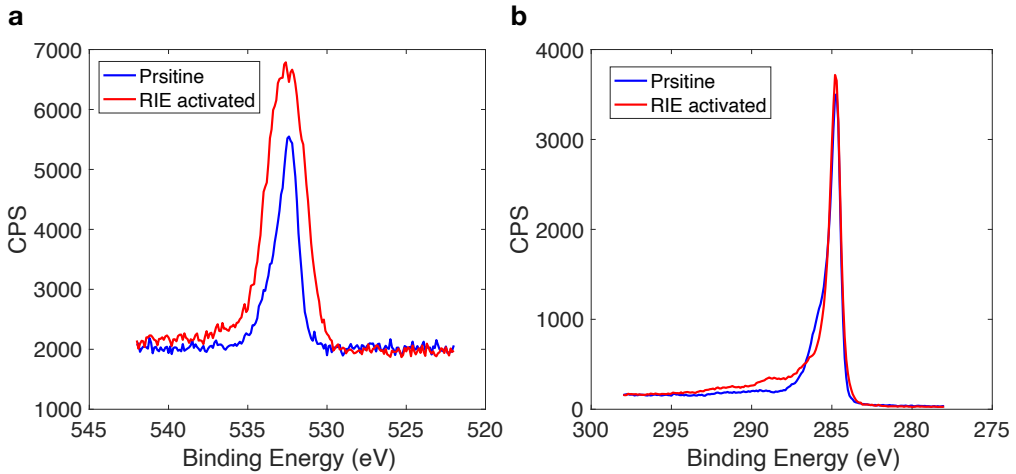 a
7000
6000
5000
4000
3000
2000
1000
CPS
Prsitine
RIE activated
545 540 535 530 525 520
Binding Energy (eV)
b
4000
3000
2000
1000
0
CPS
Prsitine
RIE activated
300 295 290 285 280 275
Binding Energy (eV)